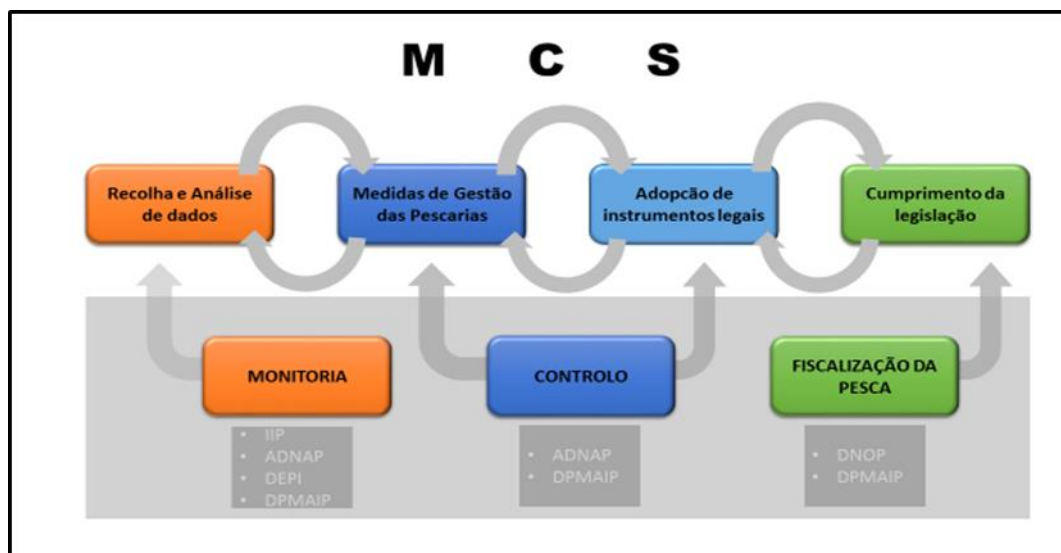 M C S
Recolha e Análise
de dados
Medidas de Gestão
das Pescarias
Adopcão de
instrumentos legais
Cumprimento da
legislação
MONITORIA
CONTROLO
FISCALIZAÇÃO DA
PESCA
• IIP
• ADNAP
• DEPI
• DPMAIP
• ADNAP
• DPMAIP
• DNOP
• DPMAIP